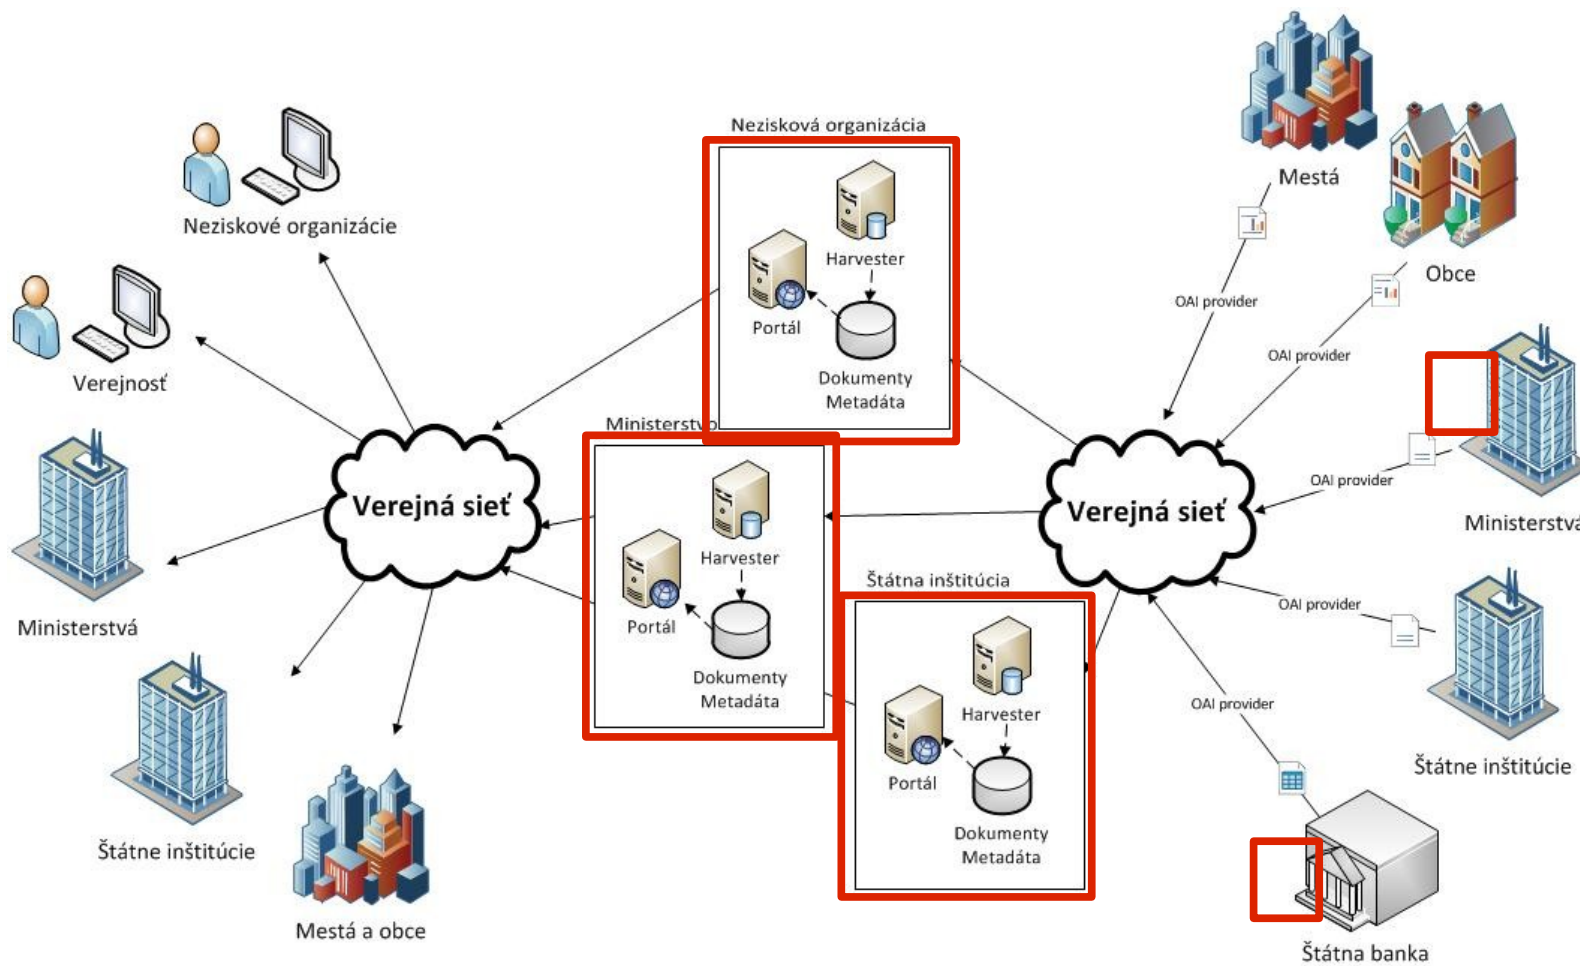 Neziskové organizácie
Verejnosť
Ministerstvá
Štátne inštitúcie
Mestá a obce
Verejná sieť
Nezisková organizácia
Harvester
Portál
Dokumenty
Metadáta
Ministerstvo
Harvester
Portál
Dokumenty
Metadáta
Štátna inštitúcia
Harvester
Portál
Dokumenty
Metadáta
Verejná sieť
Mestá
OAI provider
Obce
OAI provider
Ministerstvá
OAI provider
Štátne inštitúcie
OAI provider
Štátna banka
OAI provider